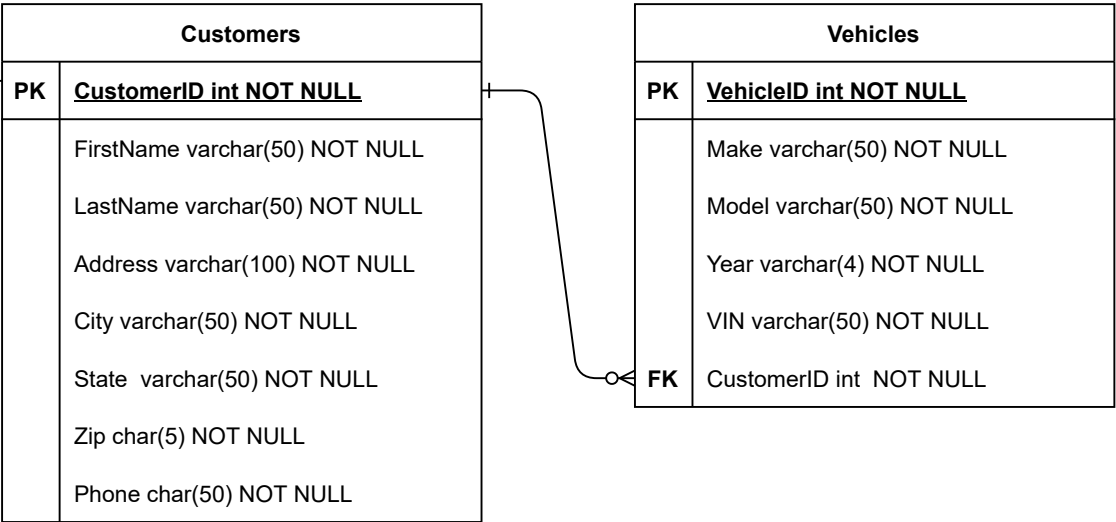 Customers
PK CustomerID int NOT NULL
FirstName varchar(50) NOT NULL
LastName varchar(50) NOT NULL
Address varchar(100) NOT NULL
City varchar(50) NOT NULL
State  varchar(50) NOT NULL
Zip char(5) NOT NULL
Phone char(50) NOT NULL
Vehicles
PK VehicleID int NOT NULL
Make varchar(50) NOT NULL
Model varchar(50) NOT NULL
Year varchar(4) NOT NULL
VIN varchar(50) NOT NULL
FK CustomerID int  NOT NULL